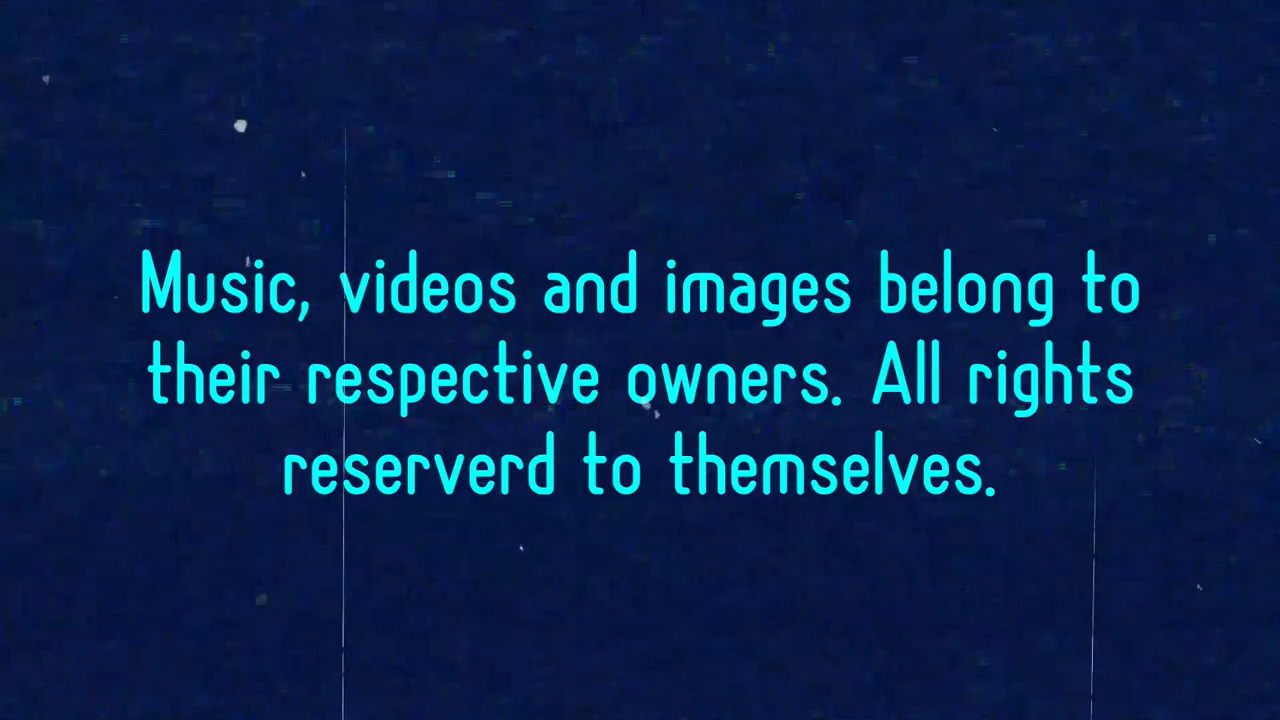 Music, videos and images belong to
their respective owners. All rights
reserverd to themselves.